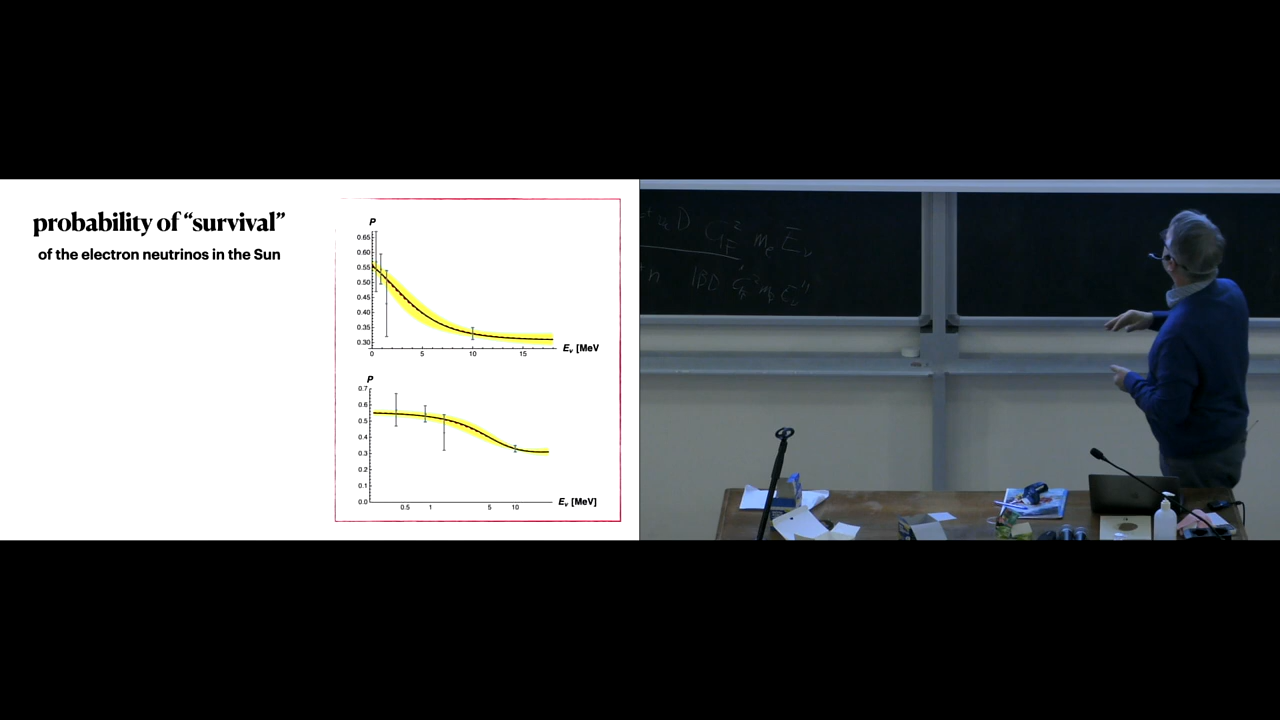 probability of “survival”
of the electron neutrinos in the Sun
P
0.65
0.60
0.55
0.50
0.45
0.40
0.35
0.30
0 5 10 15
Eν [MeV
P
0.7
0.6
0.5
0.4
0.3
0.2
0.1
0.0
0.5 1 5 10
Eν [MeV]